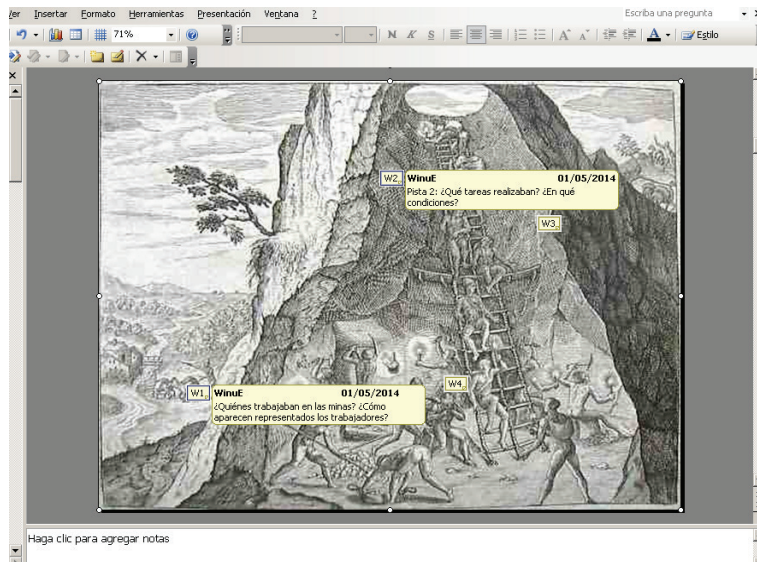 Ver Insertar Formato Herramientas Presentación Ventana ? Escriba una pregunta
71% N K S A A A Estilo
W2 WinuE 01/05/2014
Pista 2: ¿Qué tareas realizaban? ¿En qué
condiciones?
W3
W4
W1 WinuE 01/05/2014
¿Quiénes trabajaban en las minas? ¿Cómo
aparecen representados los trabajadores?
Haga clic para agregar notas